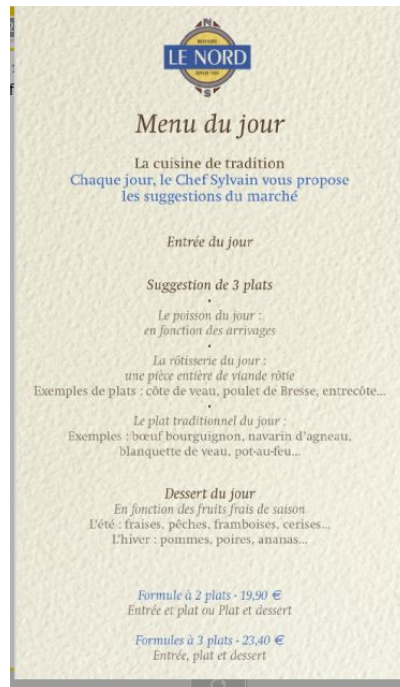 N
BRASSERIE
LE NORD
DEPUIS 1907
S
Menu du jour
La cuisine de tradition
Chaque jour, le Chef Sylvain vous propose
les suggestions du marché
Entrée du jour
Suggestion de 3 plats
•
Le poisson du jour :
en fonction des arrivages
•
La rôtisserie du jour :
une pièce entière de viande rôtie
Exemples de plats : côte de veau, poulet de Bresse, entrecôte...
•
Le plat traditionnel du jour :
Exemples : bœuf bourguignon, navarin d'agneau,
blanquette de veau, pot-au-feu...
Dessert du jour
En fonction des fruits frais de saison
L'été : fraises, pêches, framboises, cerises...
L'hiver : pommes, poires, ananas...
Formule à 2 plats - 19,90 €
Entrée et plat ou Plat et dessert
Formules à 3 plats - 23,40 €
Entrée, plat et dessert